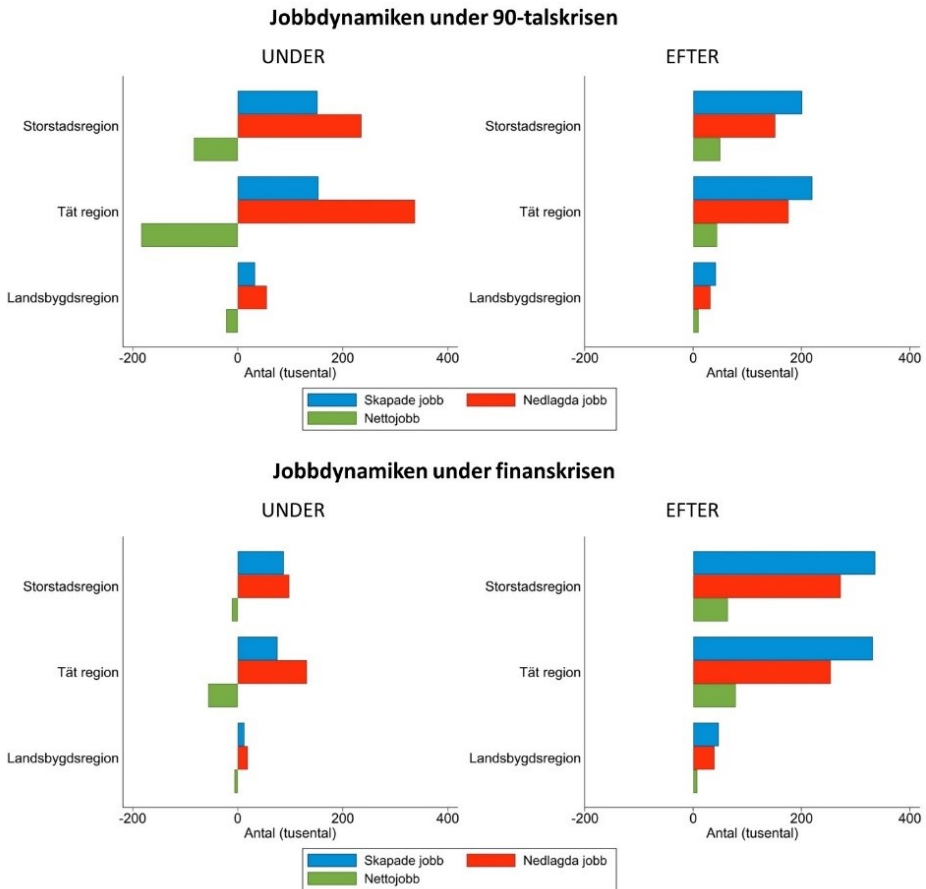 Jobbdynamiken under 90-talskrisen
UNDER
EFTER
Storstadsregion
Tät region
Landsbygdsregion
-200 0 200 400
Antal (tusental)
Storstadsregion
Tät region
Landsbygdsregion
-200 0 200 400
Antal (tusental)
Skapade jobb Nedlagda jobb
Nettojobb
Jobbdynamiken under finanskrisen
UNDER
EFTER
Storstadsregion
Tät region
Landsbygdsregion
-200 0 200 400
Antal (tusental)
Storstadsregion
Tät region
Landsbygdsregion
-200 0 200 400
Antal (tusental)
Skapade jobb Nedlagda jobb
Nettojobb